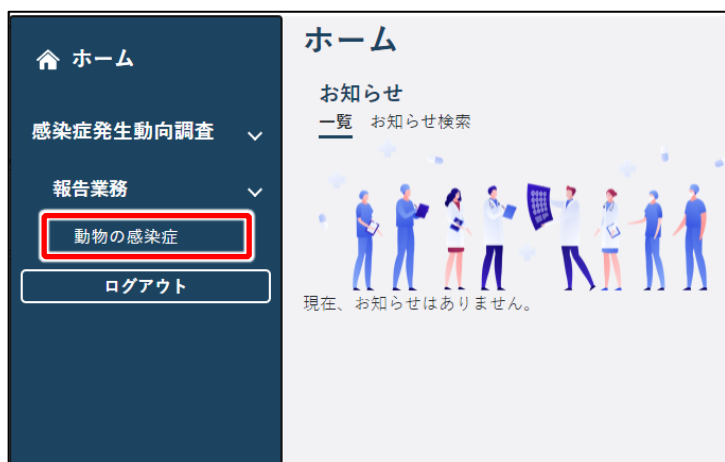 ホーム
感染症発生動向調査
報告業務
動物の感染症
ログアウト
ホーム
お知らせ
一覧 お知らせ検索
現在、お知らせはありません。